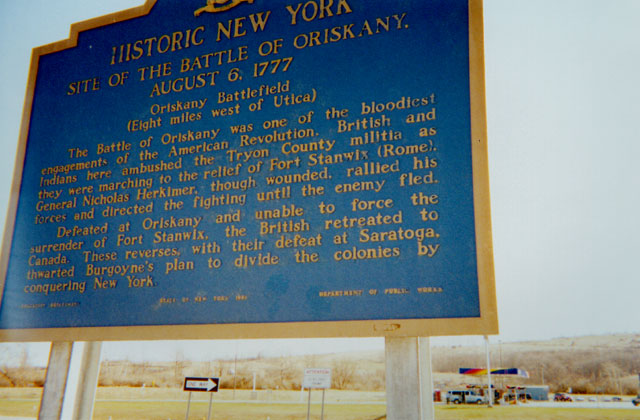 HISTORIC NEW YORK
SITE OF THE BATTLE OF ORISKANY,
AUGUST 6, 1777
Oriskany Battlefield
(Eight miles west of Utica)
The Battle of Oriskany was one of the bloodiest
engagements of the American Revolution. British and
Indians here ambushed the Tryon County militia as
they were marching to the relief of Fort Stanwix (Rome).
General Nicholas Herkimer, though wounded, rallied his
forces and directed the fighting until the enemy fled.
Defeated at Oriskany and unable to force the
surrender of Fort Stanwix, the British retreated to
Canada. These reverses, with their defeat at Saratoga,
thwarted Burgoyne's plan to divide the colonies by
conquering New York.
STATE OF NEW YORK
DEPARTMENT OF PUBLIC WORKS